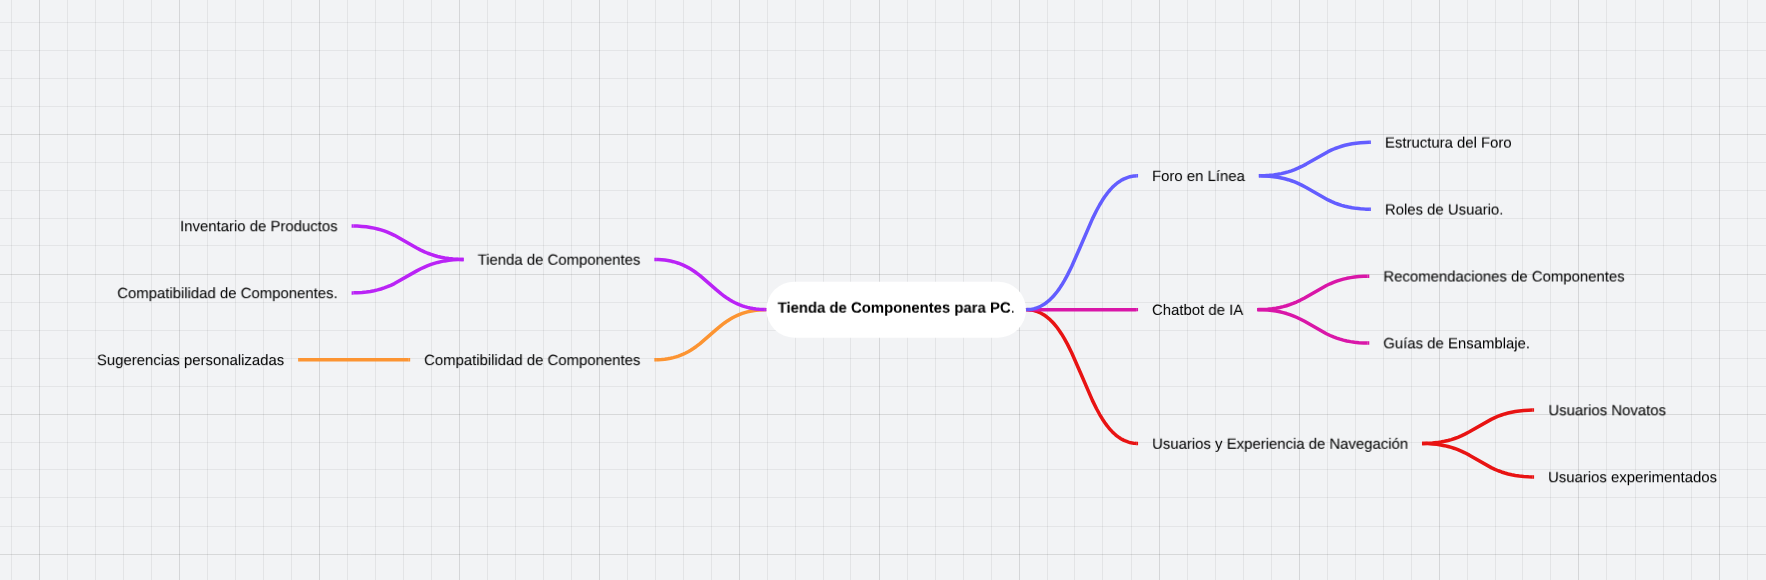 Tienda de Componentes para PC.
Foro en Línea
Estructura del Foro
Roles de Usuario.
Chatbot de IA
Recomendaciones de Componentes
Guías de Ensamblaje.
Usuarios y Experiencia de Navegación
Usuarios Novatos
Usuarios experimentados
Tienda de Componentes
Inventario de Productos
Compatibilidad de Componentes.
Compatibilidad de Componentes
Sugerencias personalizadas